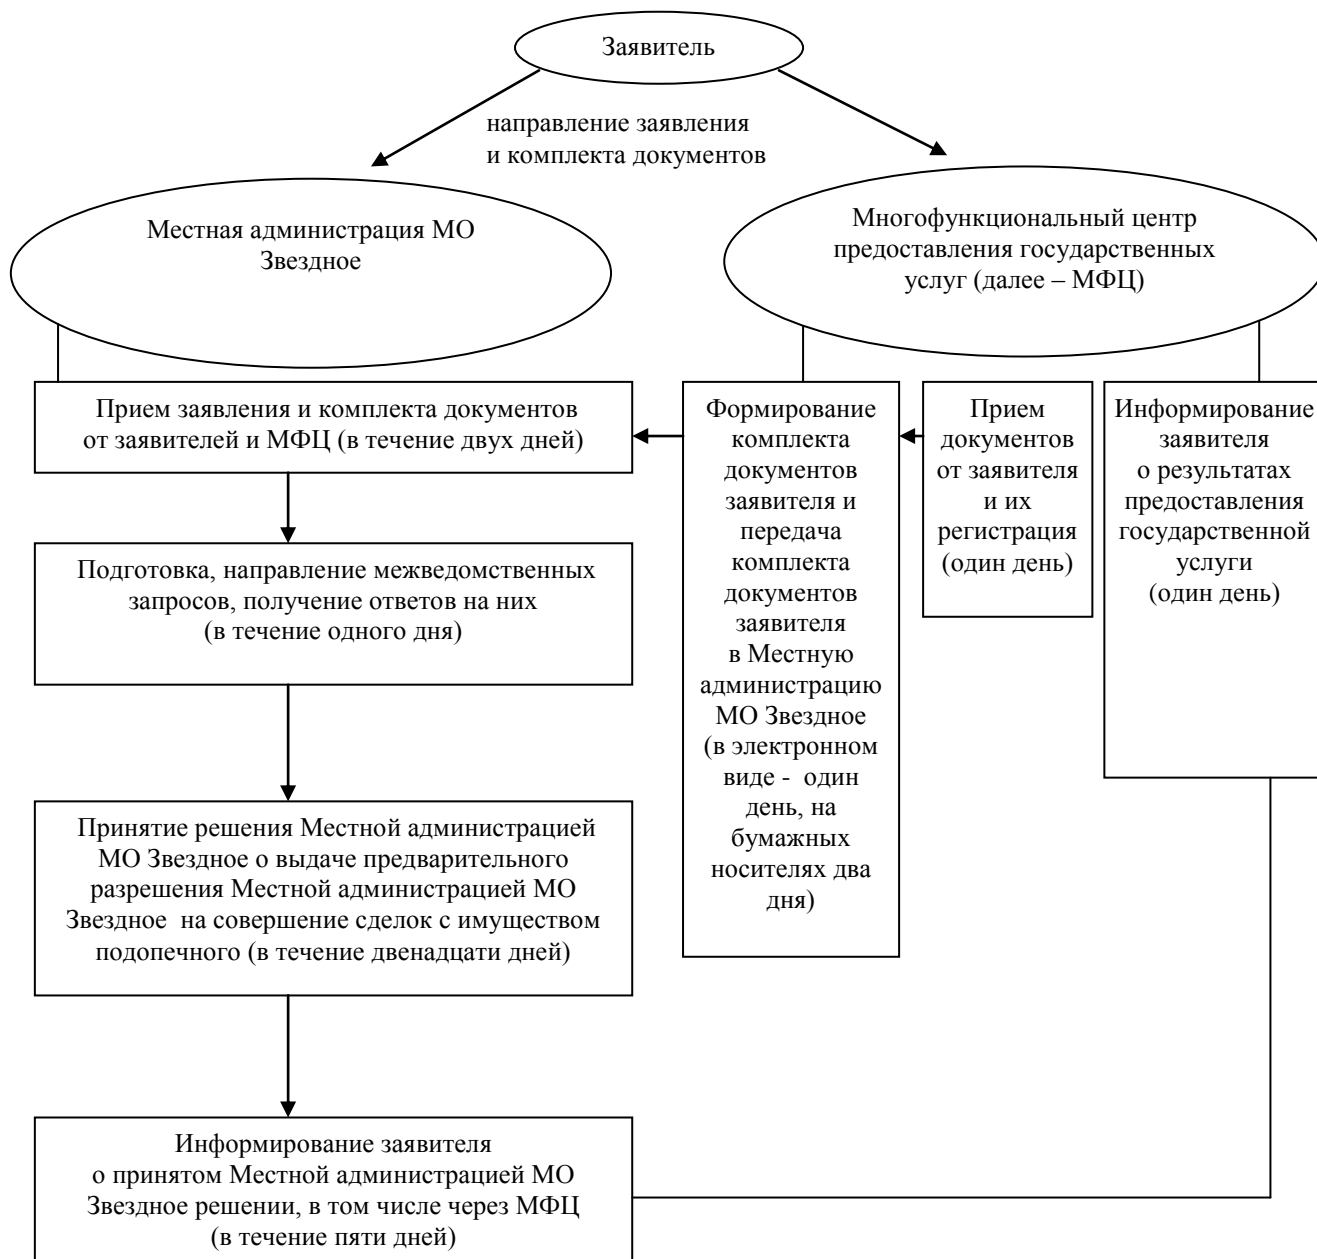 Заявитель
направление заявления
и комплекта документов
Местная администрация МО
Звездное
Многофункциональный центр
предоставления государственных
услуг (далее – МФЦ)
Прием заявления и комплекта документов
от заявителей и МФЦ (в течение двух дней)
Формирование
комплекта
документов
заявителя и
передача
комплекта
документов
заявителя
в Местную
администрацию
МО Звездное
(в электронном
виде -  один
день, на
бумажных
носителях два
дня)
Прием
документов
от заявителя
и их
регистрация
(один день)
Информирование
заявителя
о результатах
предоставления
государственной
услуги
(один день)
Подготовка, направление межведомственных
запросов, получение ответов на них
(в течение одного дня)
Принятие решения Местной администрацией
МО Звездное о выдаче предварительного
разрешения Местной администрацией МО
Звездное  на совершение сделок с имуществом
подопечного (в течение двенадцати дней)
Информирование заявителя
о принятом Местной администрацией МО
Звездное решении, в том числе через МФЦ
(в течение пяти дней)